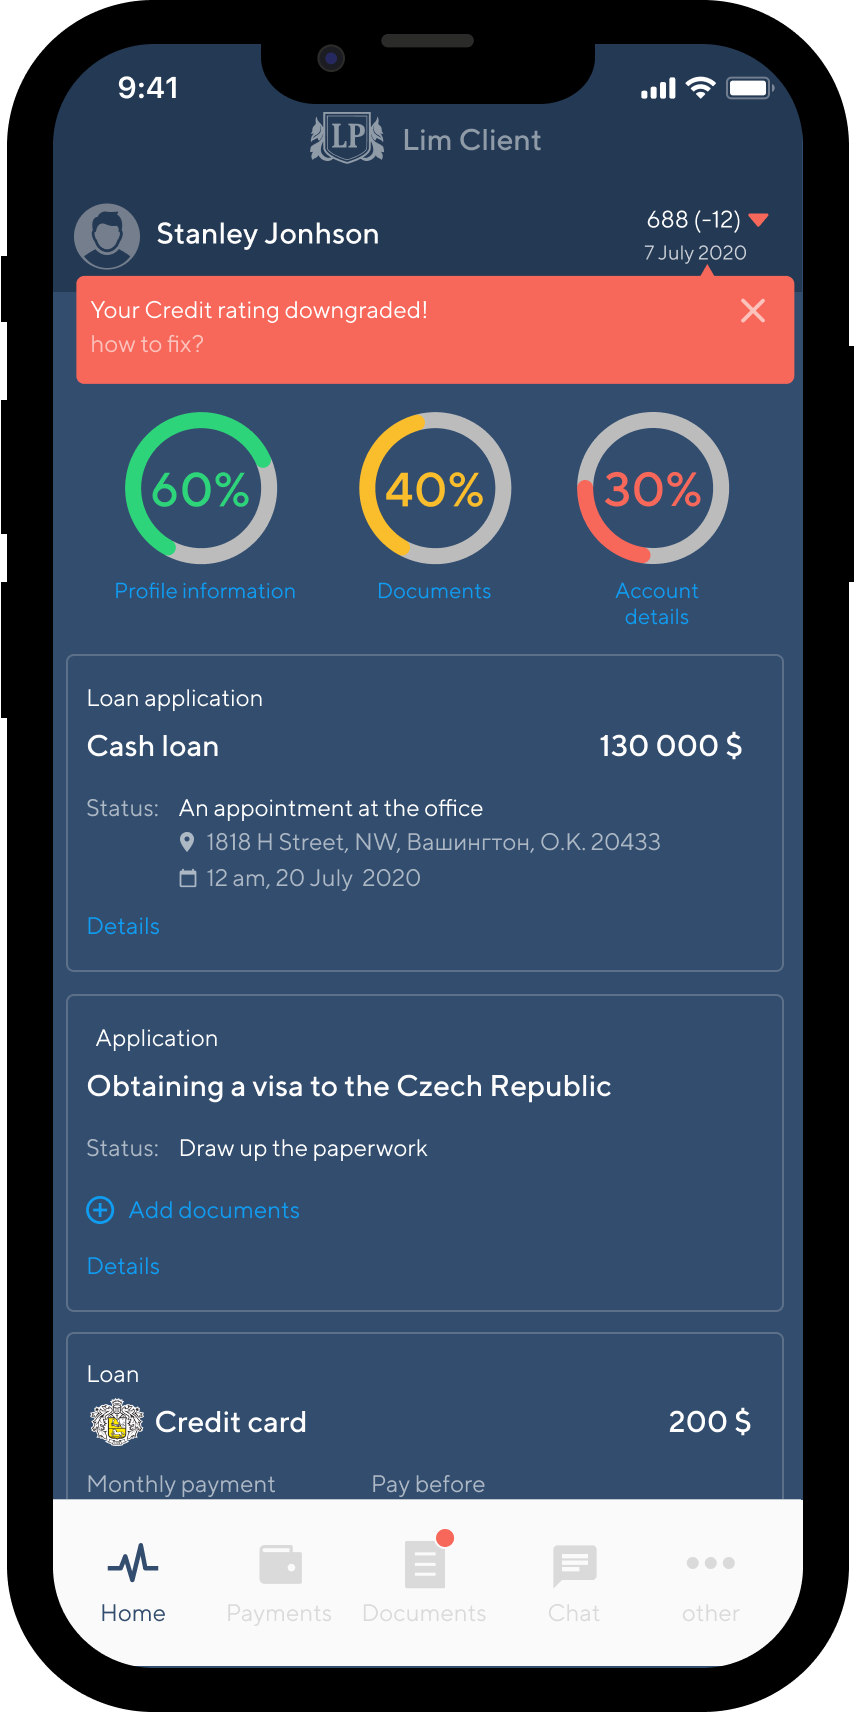 9:41
LP Lim Client
Stanley Jonhson
688 (-12)
7 July 2020
Your Credit rating downgraded!
how to fix?
60% 40% 30%
Profile information Documents Account
details
Loan application
Cash loan 130 000 $
Status: An appointment at the office
1818 H Street, NW, Вашингтон, О.К. 20433
12 am, 20 July 2020
Details
Application
Obtaining a visa to the Czech Republic
Status: Draw up the paperwork
Add documents
Details
Loan
Credit card 200 $
Monthly payment Pay before
Home Payments Documents Chat other